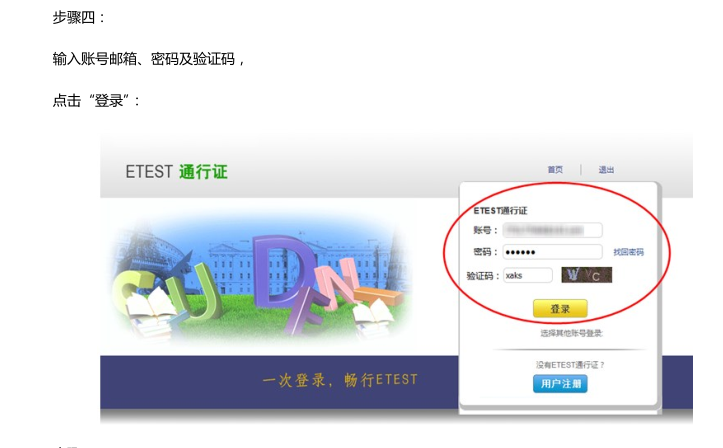 步骤四：
输入账号邮箱、密码及验证码，
点击“登录”：
ETEST 通行证
首页 | 退出
ETEST通行证
账号：
密码：●●●●●● 找回密码
验证码：xaks
登录
选择其他账号登录:
没有ETEST通行证？
用户注册
一次登录，畅行ETEST